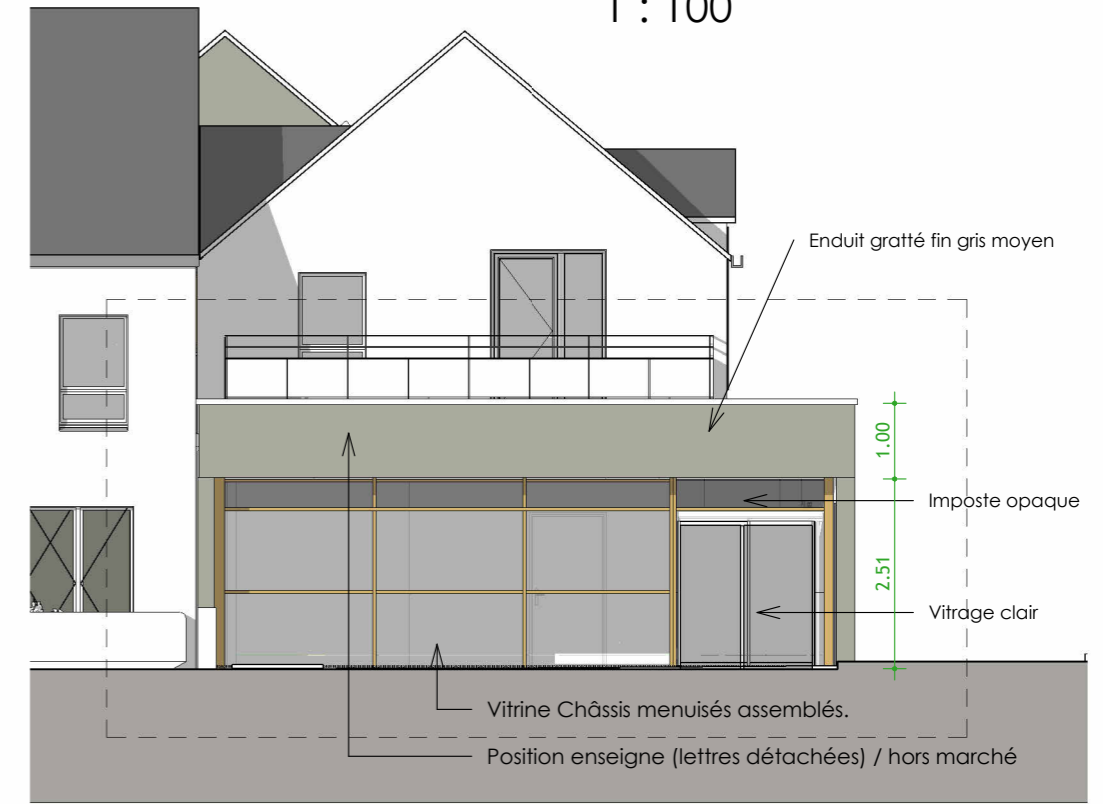 1 : 100
Enduit gratté fin gris moyen
1.00
Imposte opaque
2.51
Vitrage clair
Vitrine Châssis menuisés assemblés.
Position enseigne (lettres détachées) / hors marché